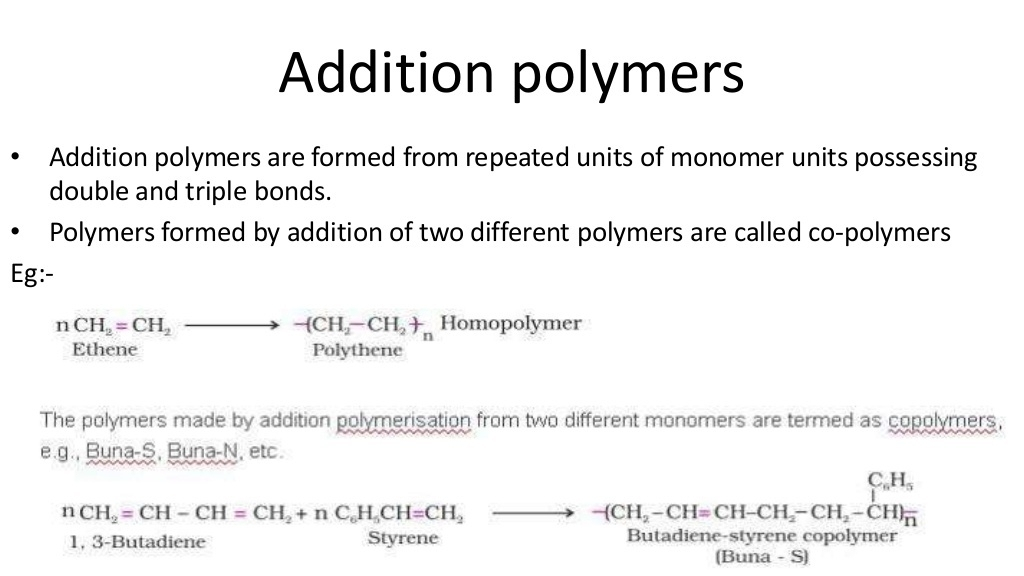 Addition polymers
• Addition polymers are formed from repeated units of monomer units possessing
double and triple bonds.
• Polymers formed by addition of two different polymers are called co-polymers
Eg:-
n CH₂ = CH₂ ⟶ –(CH₂–CH₂–)ₙ Homopolymer
Ethene Polythene
The polymers made by addition polymerisation from two different monomers are termed as copolymers,
e.g., Buna-S, Buna-N, etc.
C₆H₅
n CH₂ = CH – CH = CH₂ + n C₆H₅CH=CH₂ ⟶ –(CH₂–CH=CH–CH₂–CH₂–CH)–ₙ
1, 3-Butadiene Styrene Butadiene-styrene copolymer
(Buna - S)